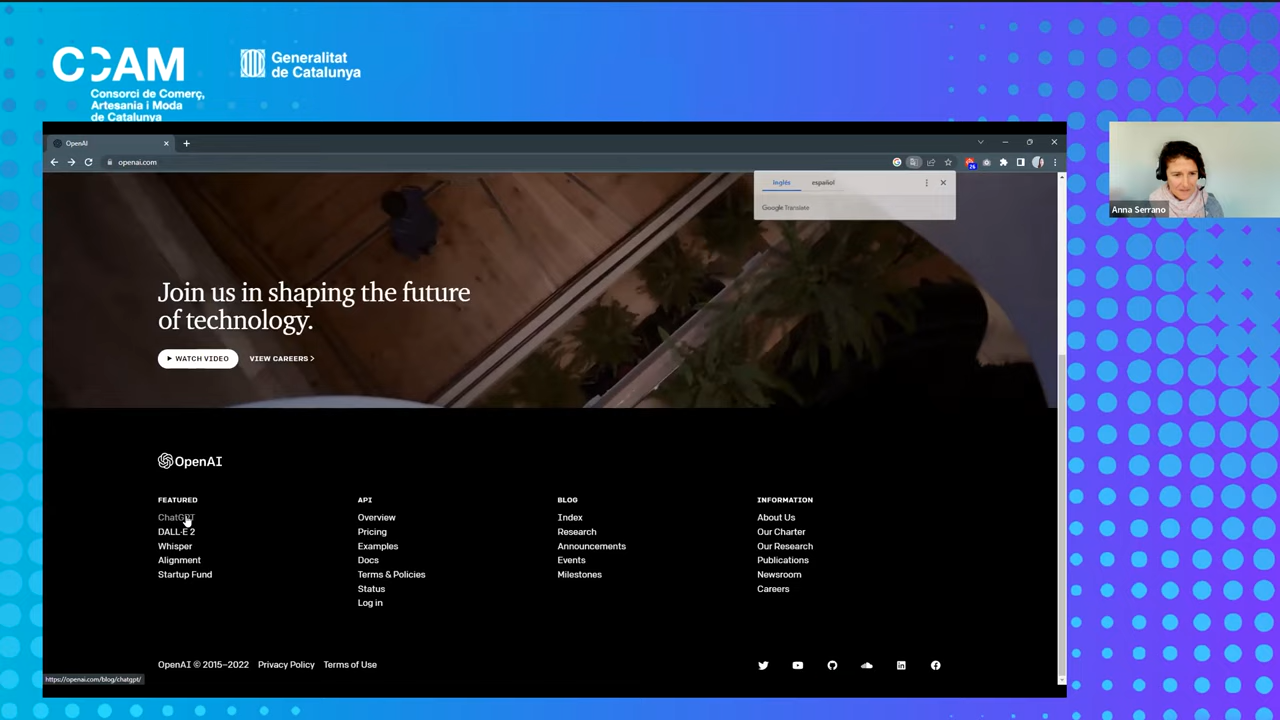 CCAM
Consorci de Comerç,
Artesania i Moda
de Catalunya
Generalitat
de Catalunya
OpenAI
openai.com
26
Inglés español
Google Translate
Anna Serrano
Join us in shaping the future
of technology.
WATCH VIDEO VIEW CAREERS >
OpenAI
FEATURED
ChatGPT
DALL·E 2
Whisper
Alignment
Startup Fund
API
Overview
Pricing
Examples
Docs
Terms & Policies
Status
Log in
BLOG
Index
Research
Announcements
Events
Milestones
INFORMATION
About Us
Our Charter
Our Research
Publications
Newsroom
Careers
OpenAI © 2015–2022 Privacy Policy Terms of Use
https://openai.com/blog/chatgpt/